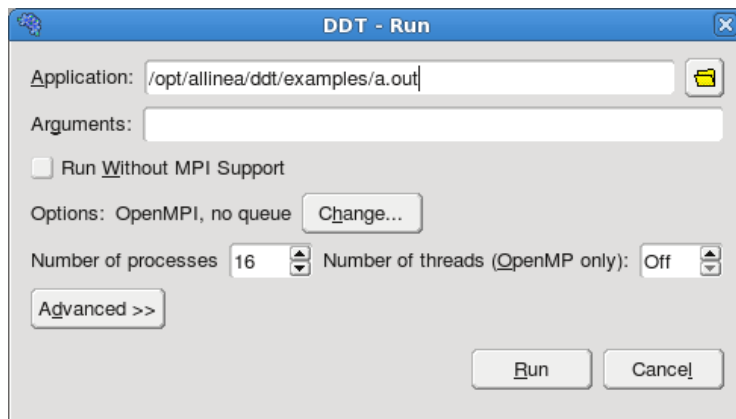 DDT - Run
Application: /opt/allinea/ddt/examples/a.out
Arguments:
Run Without MPI Support
Options: OpenMPI, no queue Change...
Number of processes 16 Number of threads (OpenMP only): Off
Advanced >>
Run Cancel